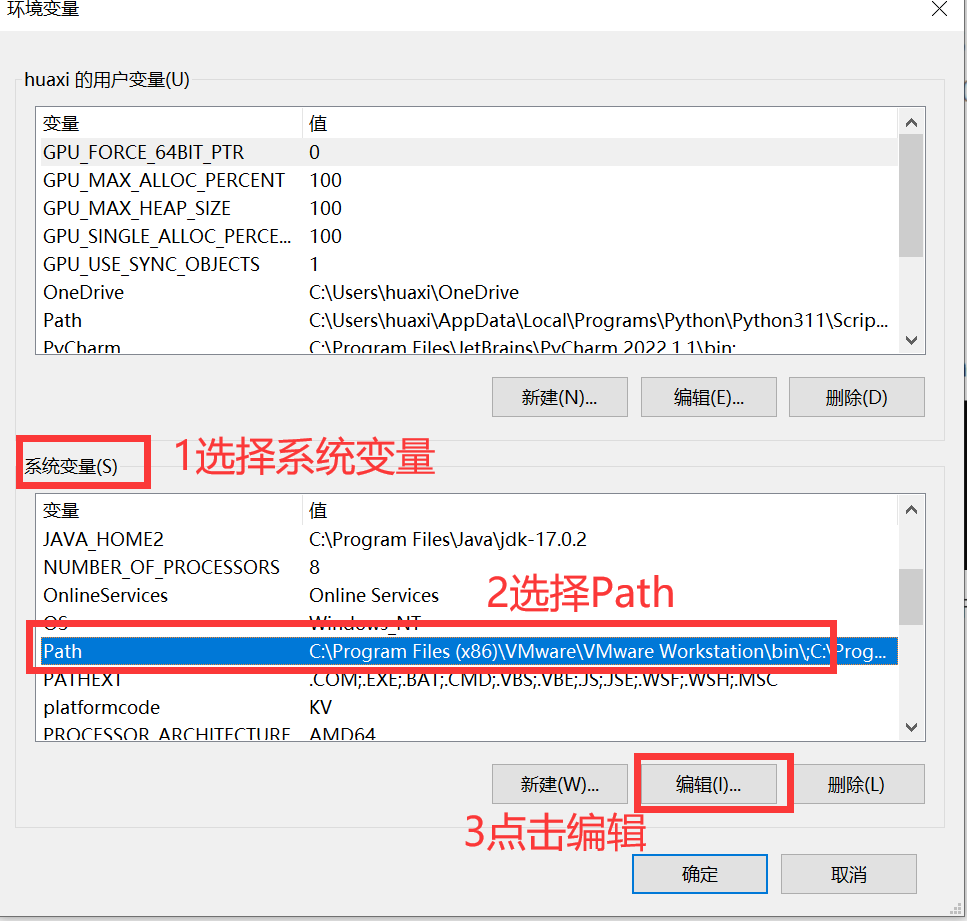 环境变量
huaxi 的用户变量(U)
变量 值
GPU_FORCE_64BIT_PTR 0
GPU_MAX_ALLOC_PERCENT 100
GPU_MAX_HEAP_SIZE 100
GPU_SINGLE_ALLOC_PERCE... 100
GPU_USE_SYNC_OBJECTS 1
OneDrive C:\Users\huaxi\OneDrive
Path C:\Users\huaxi\AppData\Local\Programs\Python\Python311\Scrip...
PyCharm C:\Program Files\JetBrains\PyCharm 2022.1.1\bin;
新建(N)... 编辑(E)... 删除(D)
系统变量(S) 1选择系统变量
变量 值
JAVA_HOME2 C:\Program Files\Java\jdk-17.0.2
NUMBER_OF_PROCESSORS 8
OnlineServices Online Services
2选择Path
OS Windows_NT
Path C:\Program Files (x86)\VMware\VMware Workstation\bin\;C:\Prog...
PATHEXT .COM;.EXE;.BAT;.CMD;.VBS;.VBE;.JS;.JSE;.WSF;.WSH;.MSC
platformcode KV
PROCESSOR_ARCHITECTURE AMD64
新建(W)... 编辑(I)... 删除(L)
3点击编辑
确定 取消